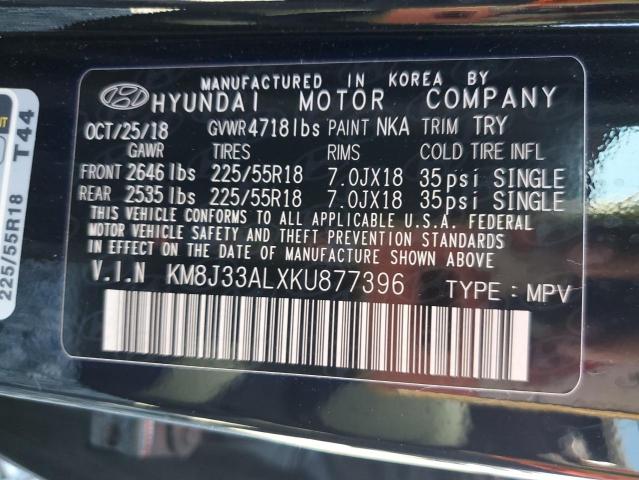 MANUFACTURED IN KOREA BY
HYUNDAI MOTOR COMPANY
OCT/25/18 GVWR 4718lbs PAINT NKA TRIM TRY
GAWR TIRES RIMS COLD TIRE INFL
FRONT 2646 lbs 225/55R18 7.0JX18 35psi SINGLE
REAR 2535 lbs 225/55R18 7.0JX18 35psi SINGLE
THIS VEHICLE CONFORMS TO ALL APPLICABLE U.S.A. FEDERAL
MOTOR VEHICLE SAFETY AND THEFT PREVENTION STANDARDS
IN EFFECT ON THE DATE OF MANUFACTURE SHOWN ABOVE
V.I.N KM8J33ALXKU877396 TYPE : MPV
225/55R18 T 44